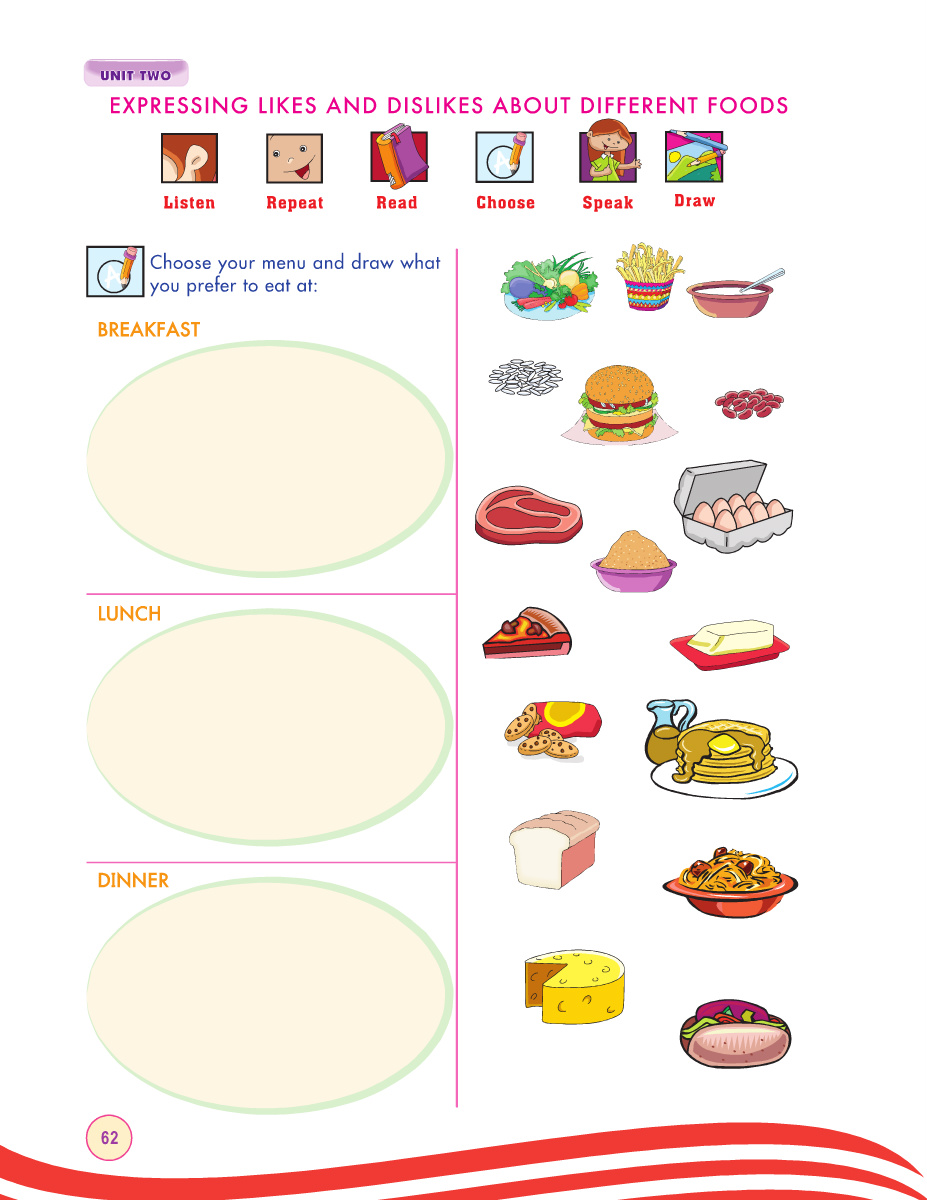 UNIT TWO
EXPRESSING LIKES AND DISLIKES ABOUT DIFFERENT FOODS
Listen Repeat Read Choose Speak Draw
Choose your menu and draw what
you prefer to eat at:
BREAKFAST
LUNCH
DINNER
62